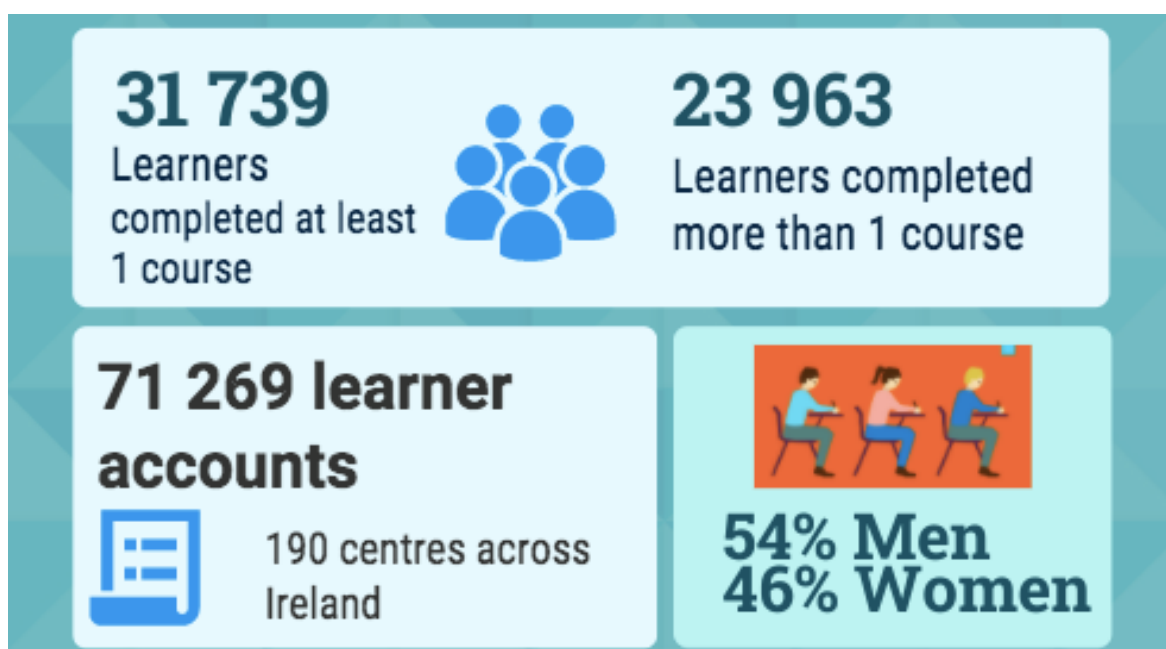 31 739
Learners
completed at least
1 course
23 963
Learners completed
more than 1 course
71 269 learner
accounts
190 centres across
Ireland
54% Men
46% Women